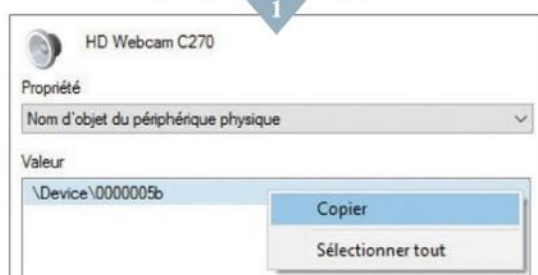 1
HD Webcam C270
Propriété
Nom d'objet du périphérique physique
Valeur
\Device\0000005b
Copier
Sélectionner tout